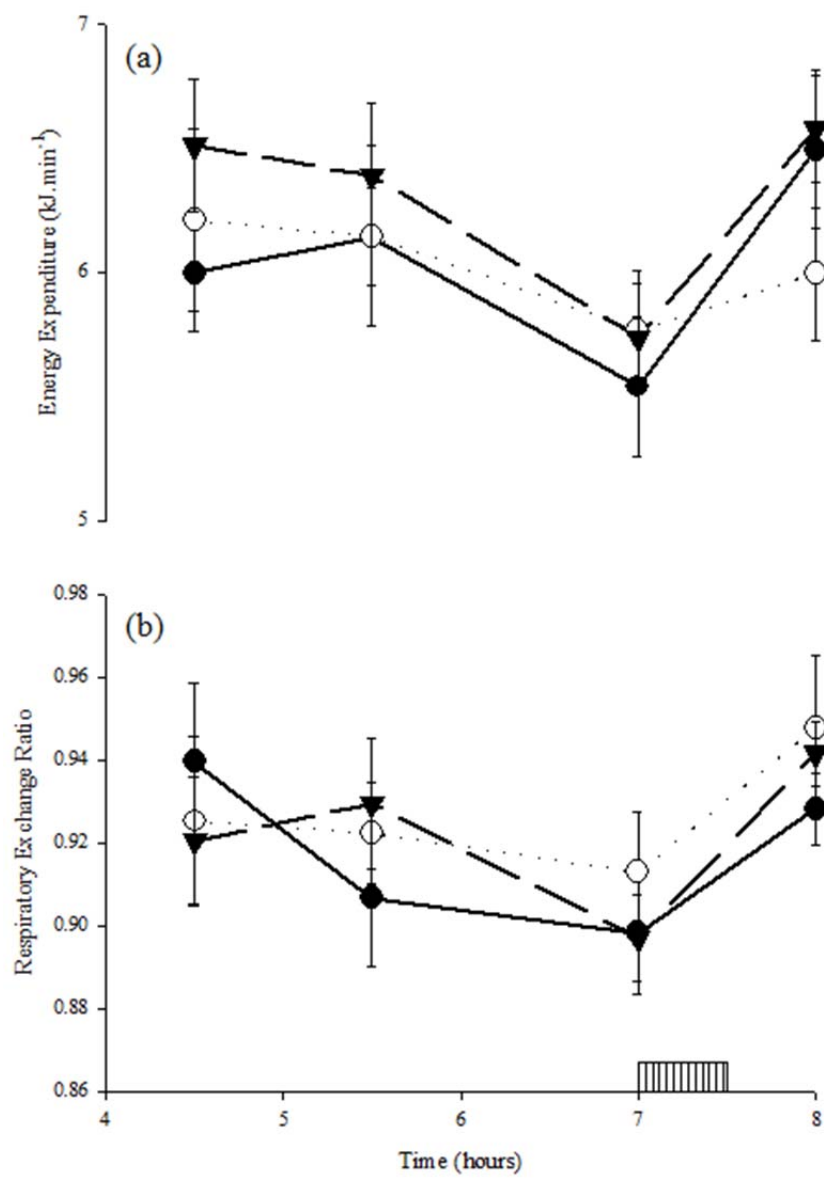 7
(a)
Energy Expenditure (kJ.min⁻¹)
6
5
0.98
(b)
0.96
Respiratory Exchange Ratio
0.94
0.92
0.90
0.88
0.86
4 5 6 7 8
Time (hours)